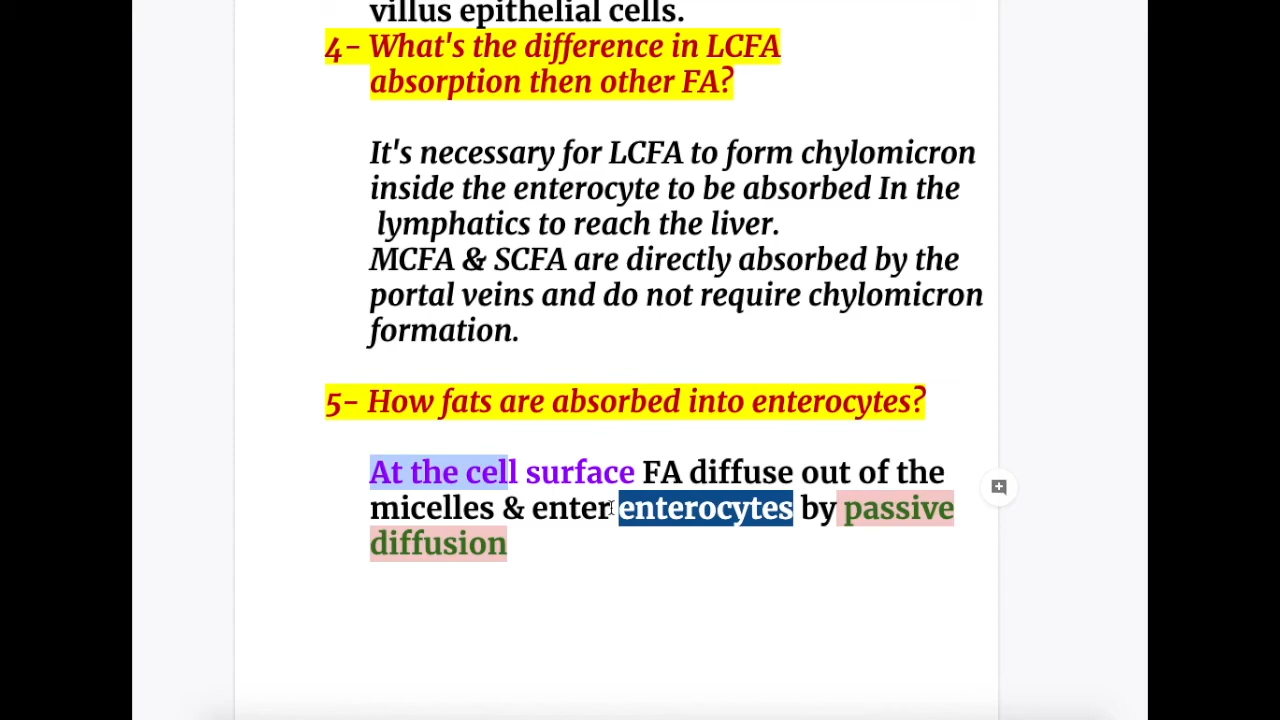 villus epithelial cells.
4- What's the difference in LCFA
absorption then other FA?
It's necessary for LCFA to form chylomicron
inside the enterocyte to be absorbed In the
lymphatics to reach the liver.
MCFA & SCFA are directly absorbed by the
portal veins and do not require chylomicron
formation.
5- How fats are absorbed into enterocytes?
At the cell surface FA diffuse out of the
micelles & enter enterocytes by passive
diffusion